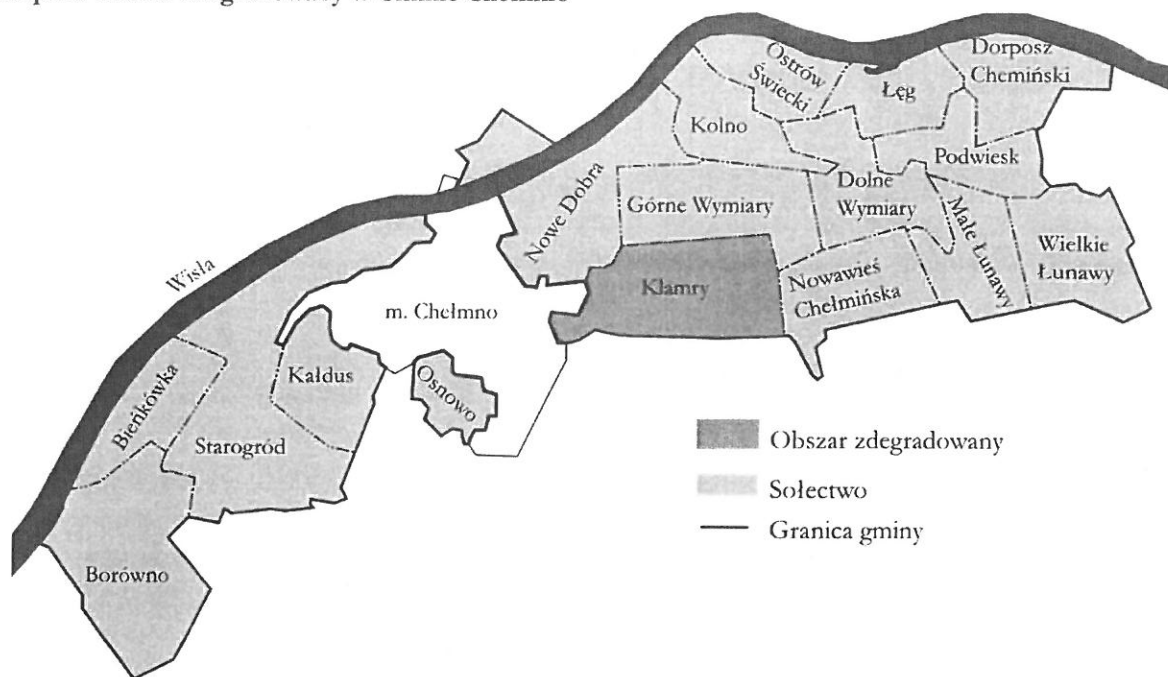 Ostrów
Świecki
Łęg
Dorposz
Chemiński
Kolno
Podwiesk
Nowe Dobra
Górne Wymiary
Dolne
Wymiary
Małe Łunawy
Wielkie
Łunawy
Wisła
Klamry
Nowawieś
Chełmińska
m. Chełmno
Kałdus
Osnowo
Bieńkówka
Starogród
Borówno
Obszar zdegradowany
Sołectwo
Granica gminy